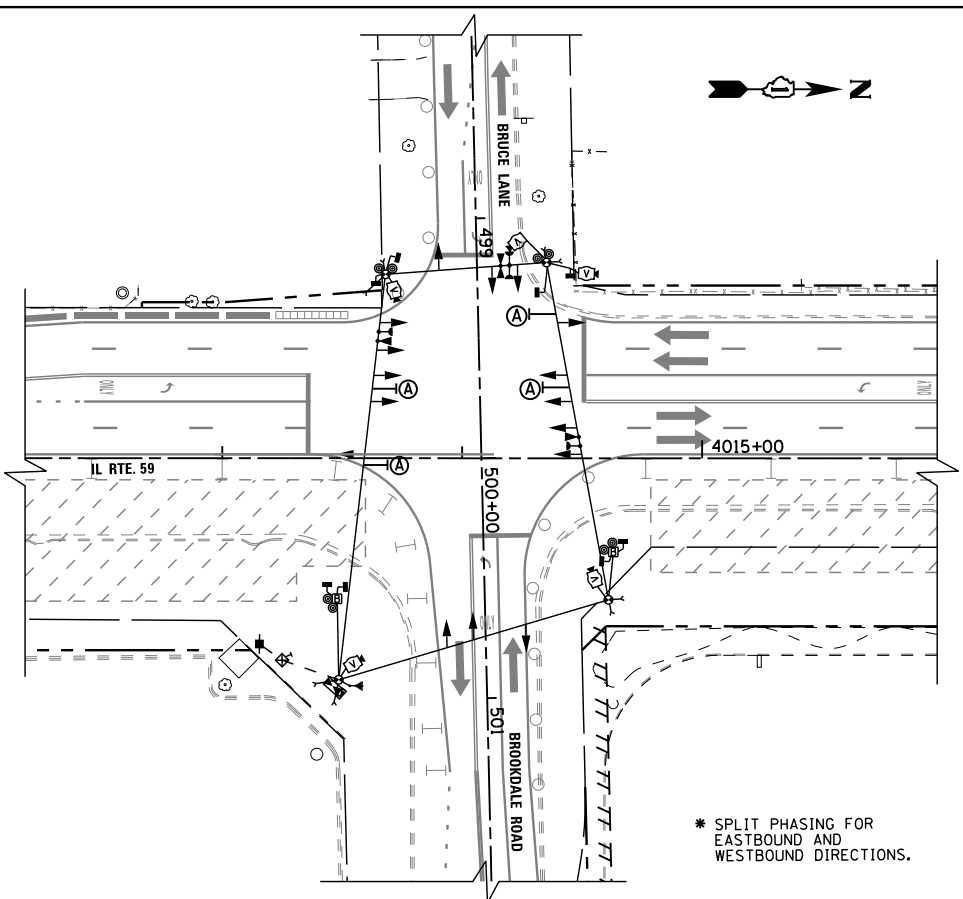 N
BRUCE LANE
ONLY
499
V
V
V
A
A
A
ONLY
ONLY
4015+00
IL RTE. 59
A
500+00
V
ONLY
V
501
BROOKDALE ROAD
* SPLIT PHASING FOR
EASTBOUND AND
WESTBOUND DIRECTIONS.